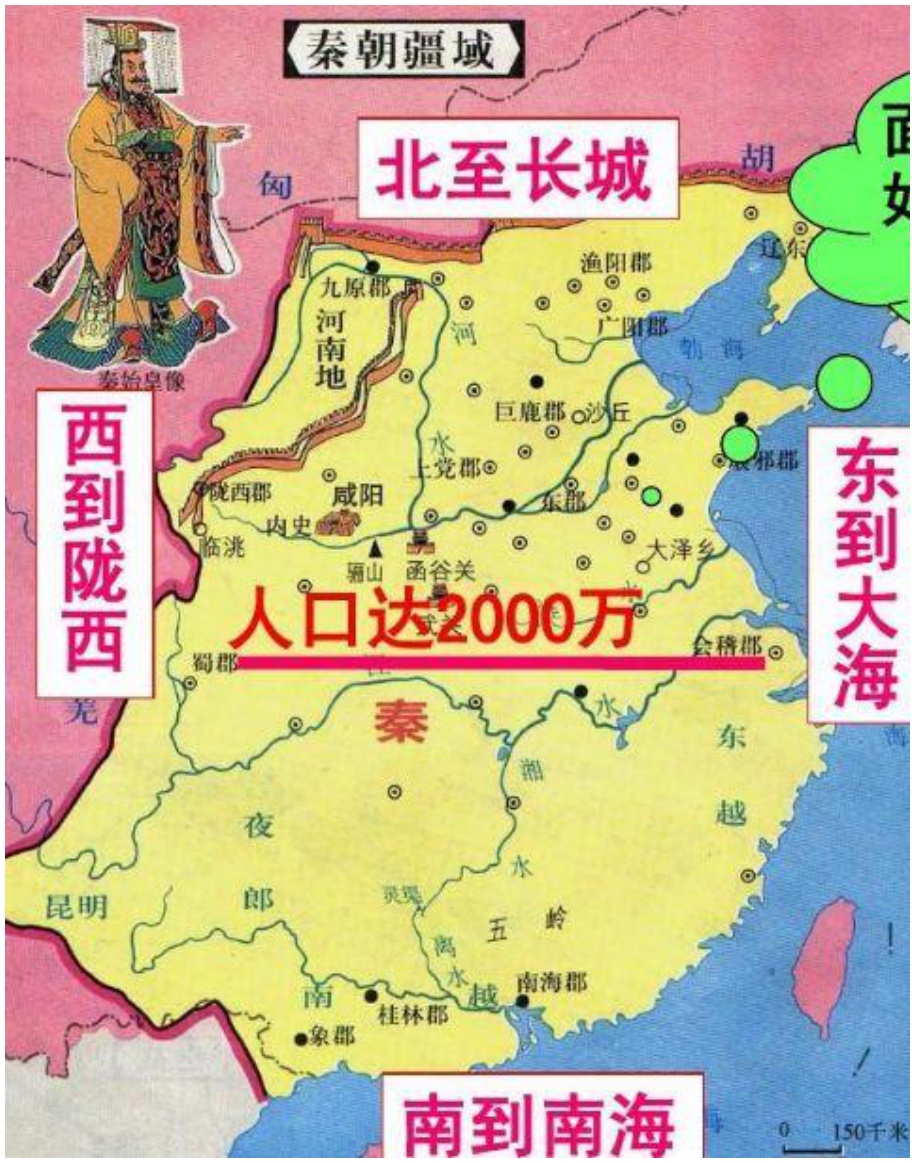 秦朝疆域
面
如
北至长城
匈
胡
辽东
渔阳郡
九原郡
广阳郡
河南地
河
渤海
秦始皇像
巨鹿郡
沙丘
西到陇西
水
上党郡
邪郡
东到大海
陇西郡
咸阳
东郡
内史
临洮
骊山
函谷关
大泽乡
武关
水
人口达2000万
会稽郡
蜀郡
江
羌
秦
水
东越
海
湘水
夜郎
昆明
灵渠
五岭
离水
南越
南海郡
桂林郡
象郡
南到南海
海
0 150千米